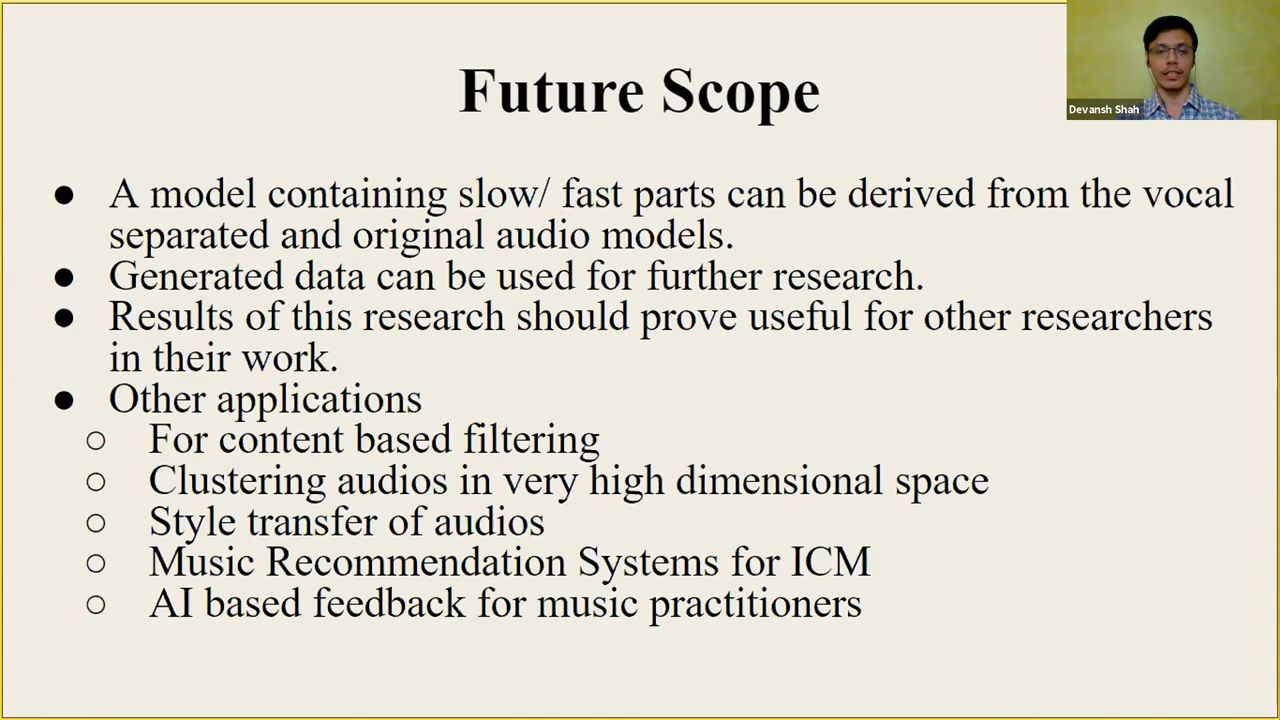 Future Scope
Devansh Shah
● A model containing slow/ fast parts can be derived from the vocal
separated and original audio models.
● Generated data can be used for further research.
● Results of this research should prove useful for other researchers
in their work.
● Other applications
○ For content based filtering
○ Clustering audios in very high dimensional space
○ Style transfer of audios
○ Music Recommendation Systems for ICM
○ AI based feedback for music practitioners